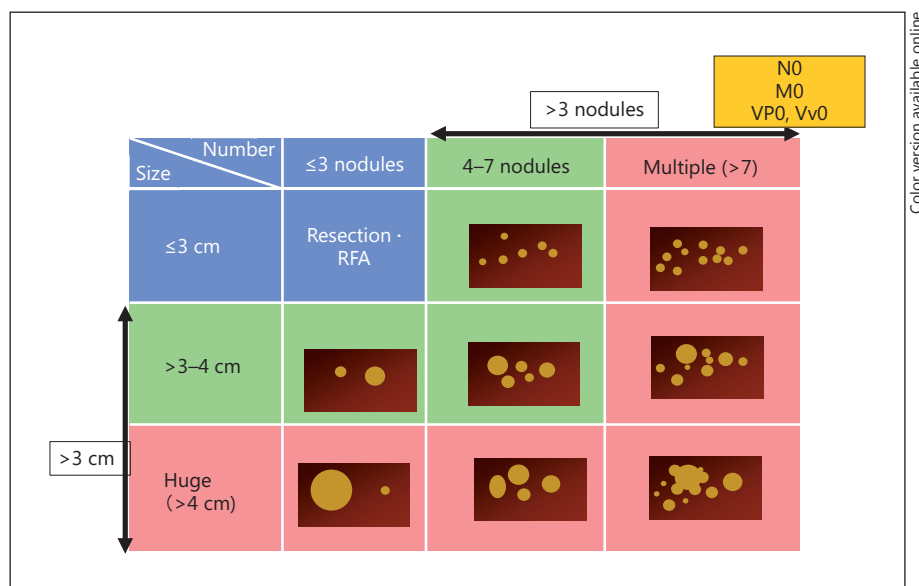 N0
M0
VP0, Vv0
>3 nodules
Color version available online
Number
Size
≤3 nodules
4–7 nodules
Multiple (>7)
≤3 cm
Resection ·
RFA
>3–4 cm
>3 cm
Huge
(>4 cm)